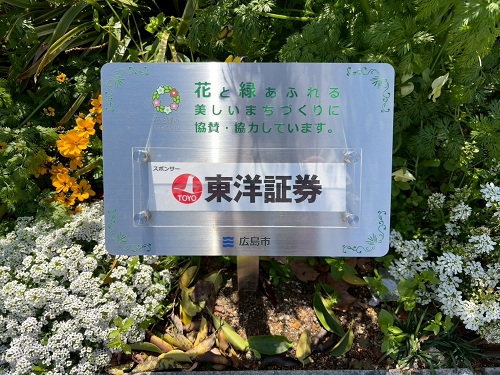 花と緑あふれる
美しいまちづくりに
協賛・協力しています。
スポンサー
TOYO
東洋証券
広島市